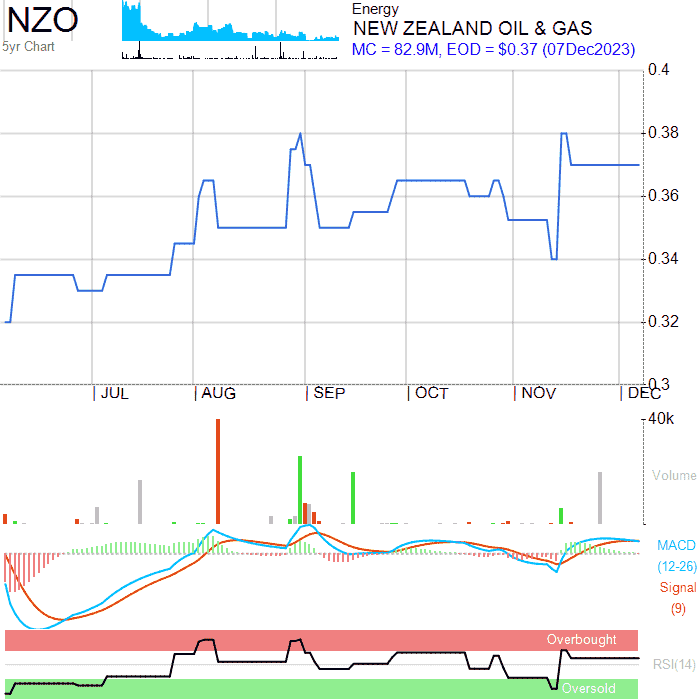 NZO
5yr Chart
Energy
NEW ZEALAND OIL & GAS
MC = 82.9M, EOD = $0.37 (07Dec2023)
0.4
0.38
0.36
0.34
0.32
0.3
JUL
AUG
SEP
OCT
NOV
DEC
40k
Volume
MACD
(12-26)
Signal
(9)
Overbought
RSI(14)
Oversold